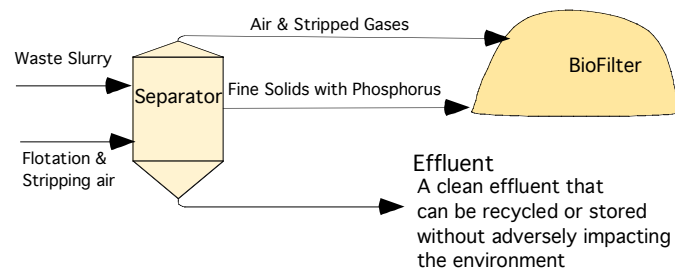 Air & Stripped Gases
Waste Slurry
BioFilter
Separator
Fine Solids with Phosphorus
Flotation &
Stripping air
Effluent
A clean effluent that
can be recycled or stored
without adversely impacting
the environment